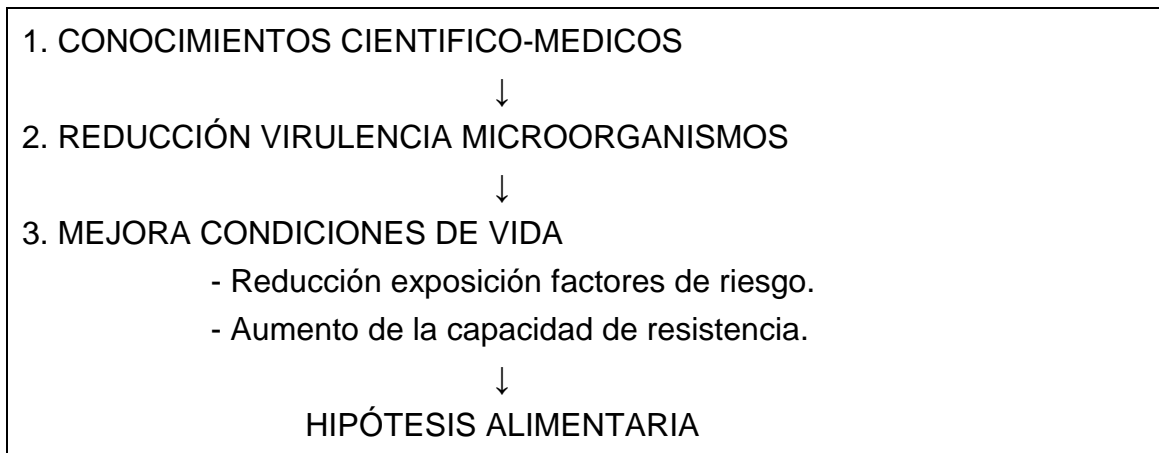 1. CONOCIMIENTOS CIENTIFICO-MEDICOS
↓
2. REDUCCIÓN VIRULENCIA MICROORGANISMOS
↓
3. MEJORA CONDICIONES DE VIDA
- Reducción exposición factores de riesgo.
- Aumento de la capacidad de resistencia.
↓
HIPÓTESIS ALIMENTARIA